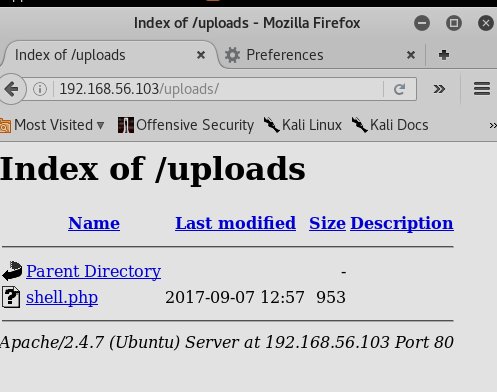 Index of /uploads - Mozilla Firefox
Index of /uploads
Preferences
192.168.56.103/uploads/
Most Visited Offensive Security Kali Linux Kali Docs
Index of /uploads
Name Last modified Size Description
Parent Directory -
shell.php 2017-09-07 12:57 953
Apache/2.4.7 (Ubuntu) Server at 192.168.56.103 Port 80